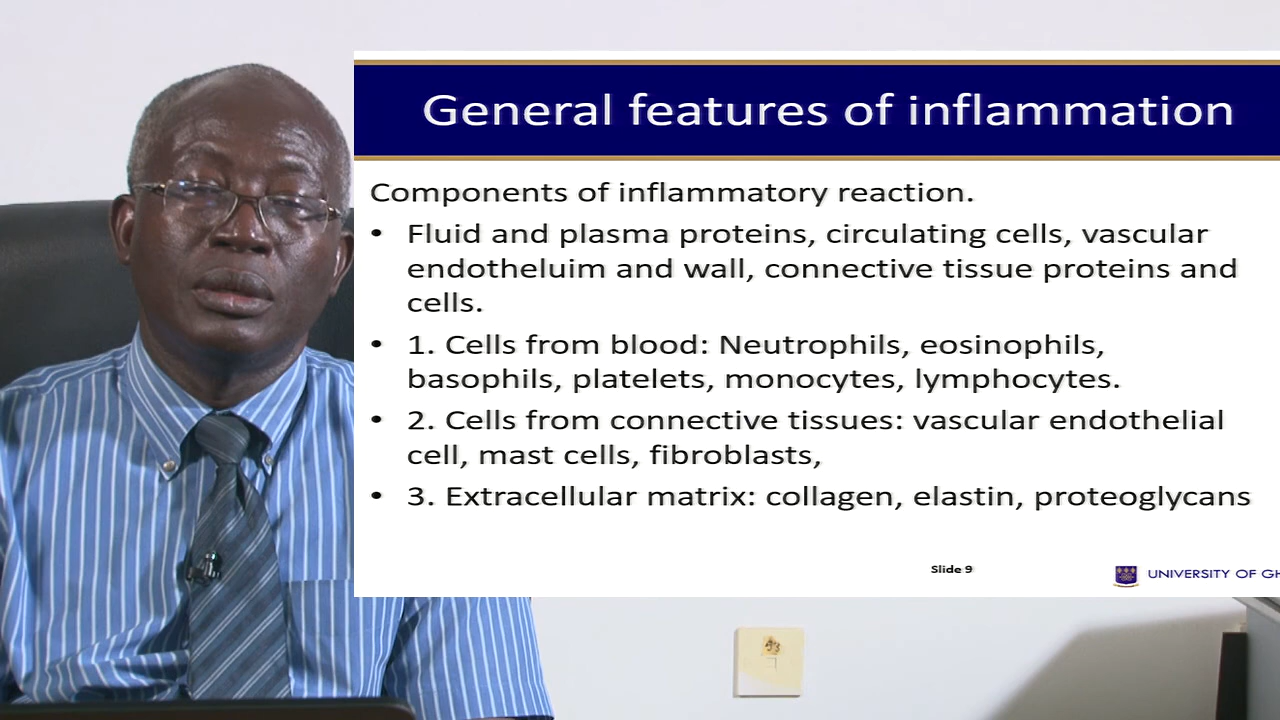 General features of inflammation
Components of inflammatory reaction.
• Fluid and plasma proteins, circulating cells, vascular
endotheluim and wall, connective tissue proteins and
cells.
• 1. Cells from blood: Neutrophils, eosinophils,
basophils, platelets, monocytes, lymphocytes.
• 2. Cells from connective tissues: vascular endothelial
cell, mast cells, fibroblasts,
• 3. Extracellular matrix: collagen, elastin, proteoglycans
Slide 9
UNIVERSITY OF GH